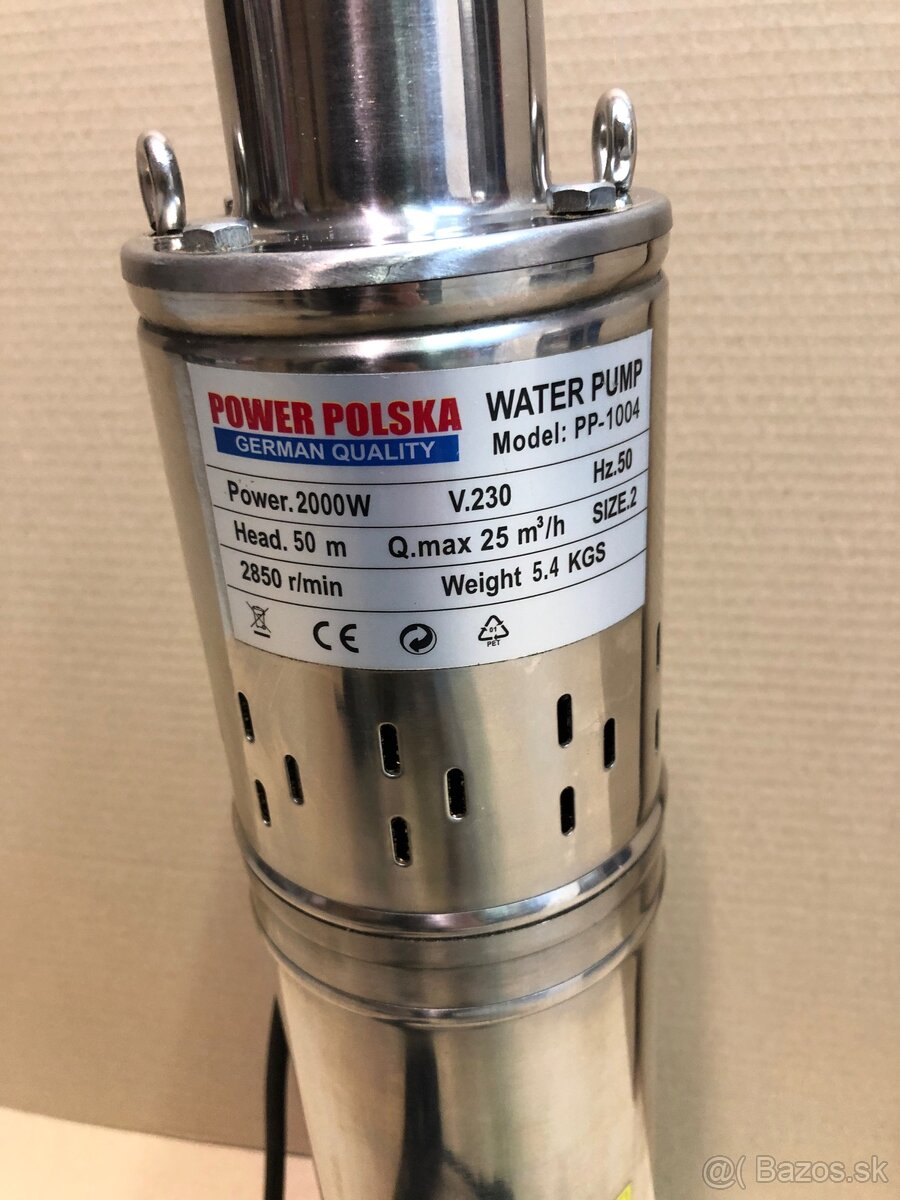 POWER POLSKA
GERMAN QUALITY
WATER PUMP
Model: PP-1004
Power.2000W V.230 Hz.50
Head. 50 m Q.max 25 m³/h SIZE.2
2850 r/min Weight 5.4 KGS
CE
01
PET
@( Bazos.sk